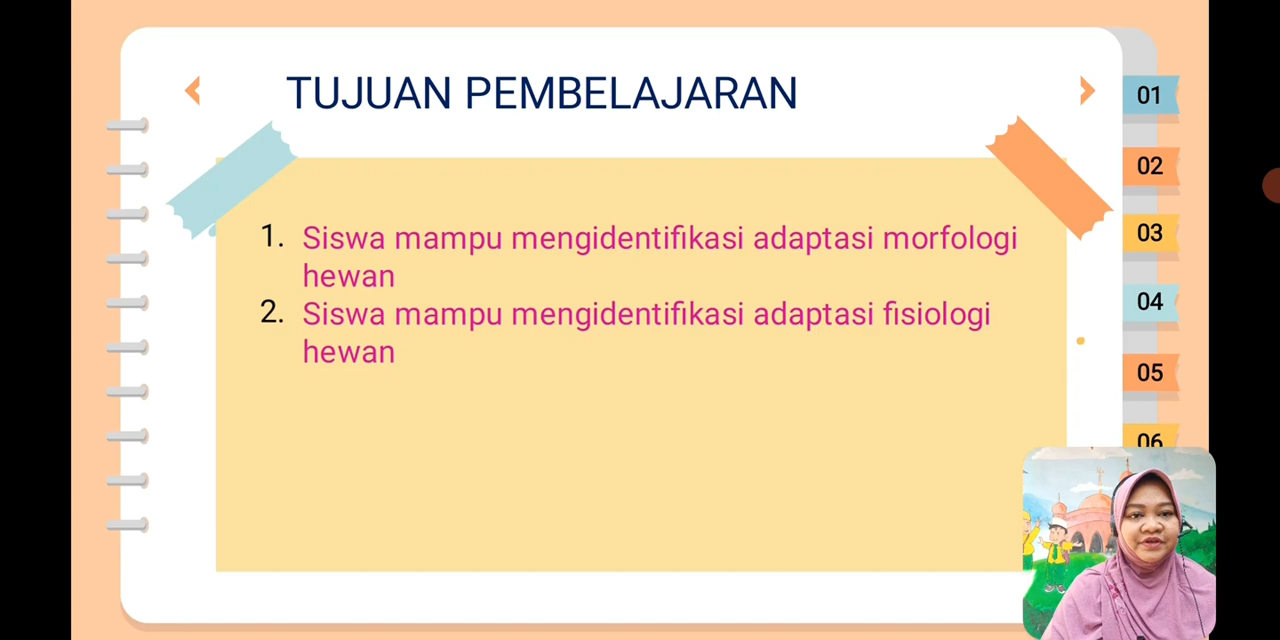 TUJUAN PEMBELAJARAN
1. Siswa mampu mengidentifikasi adaptasi morfologi
hewan
2. Siswa mampu mengidentifikasi adaptasi fisiologi
hewan
01
02
03
04
05
06